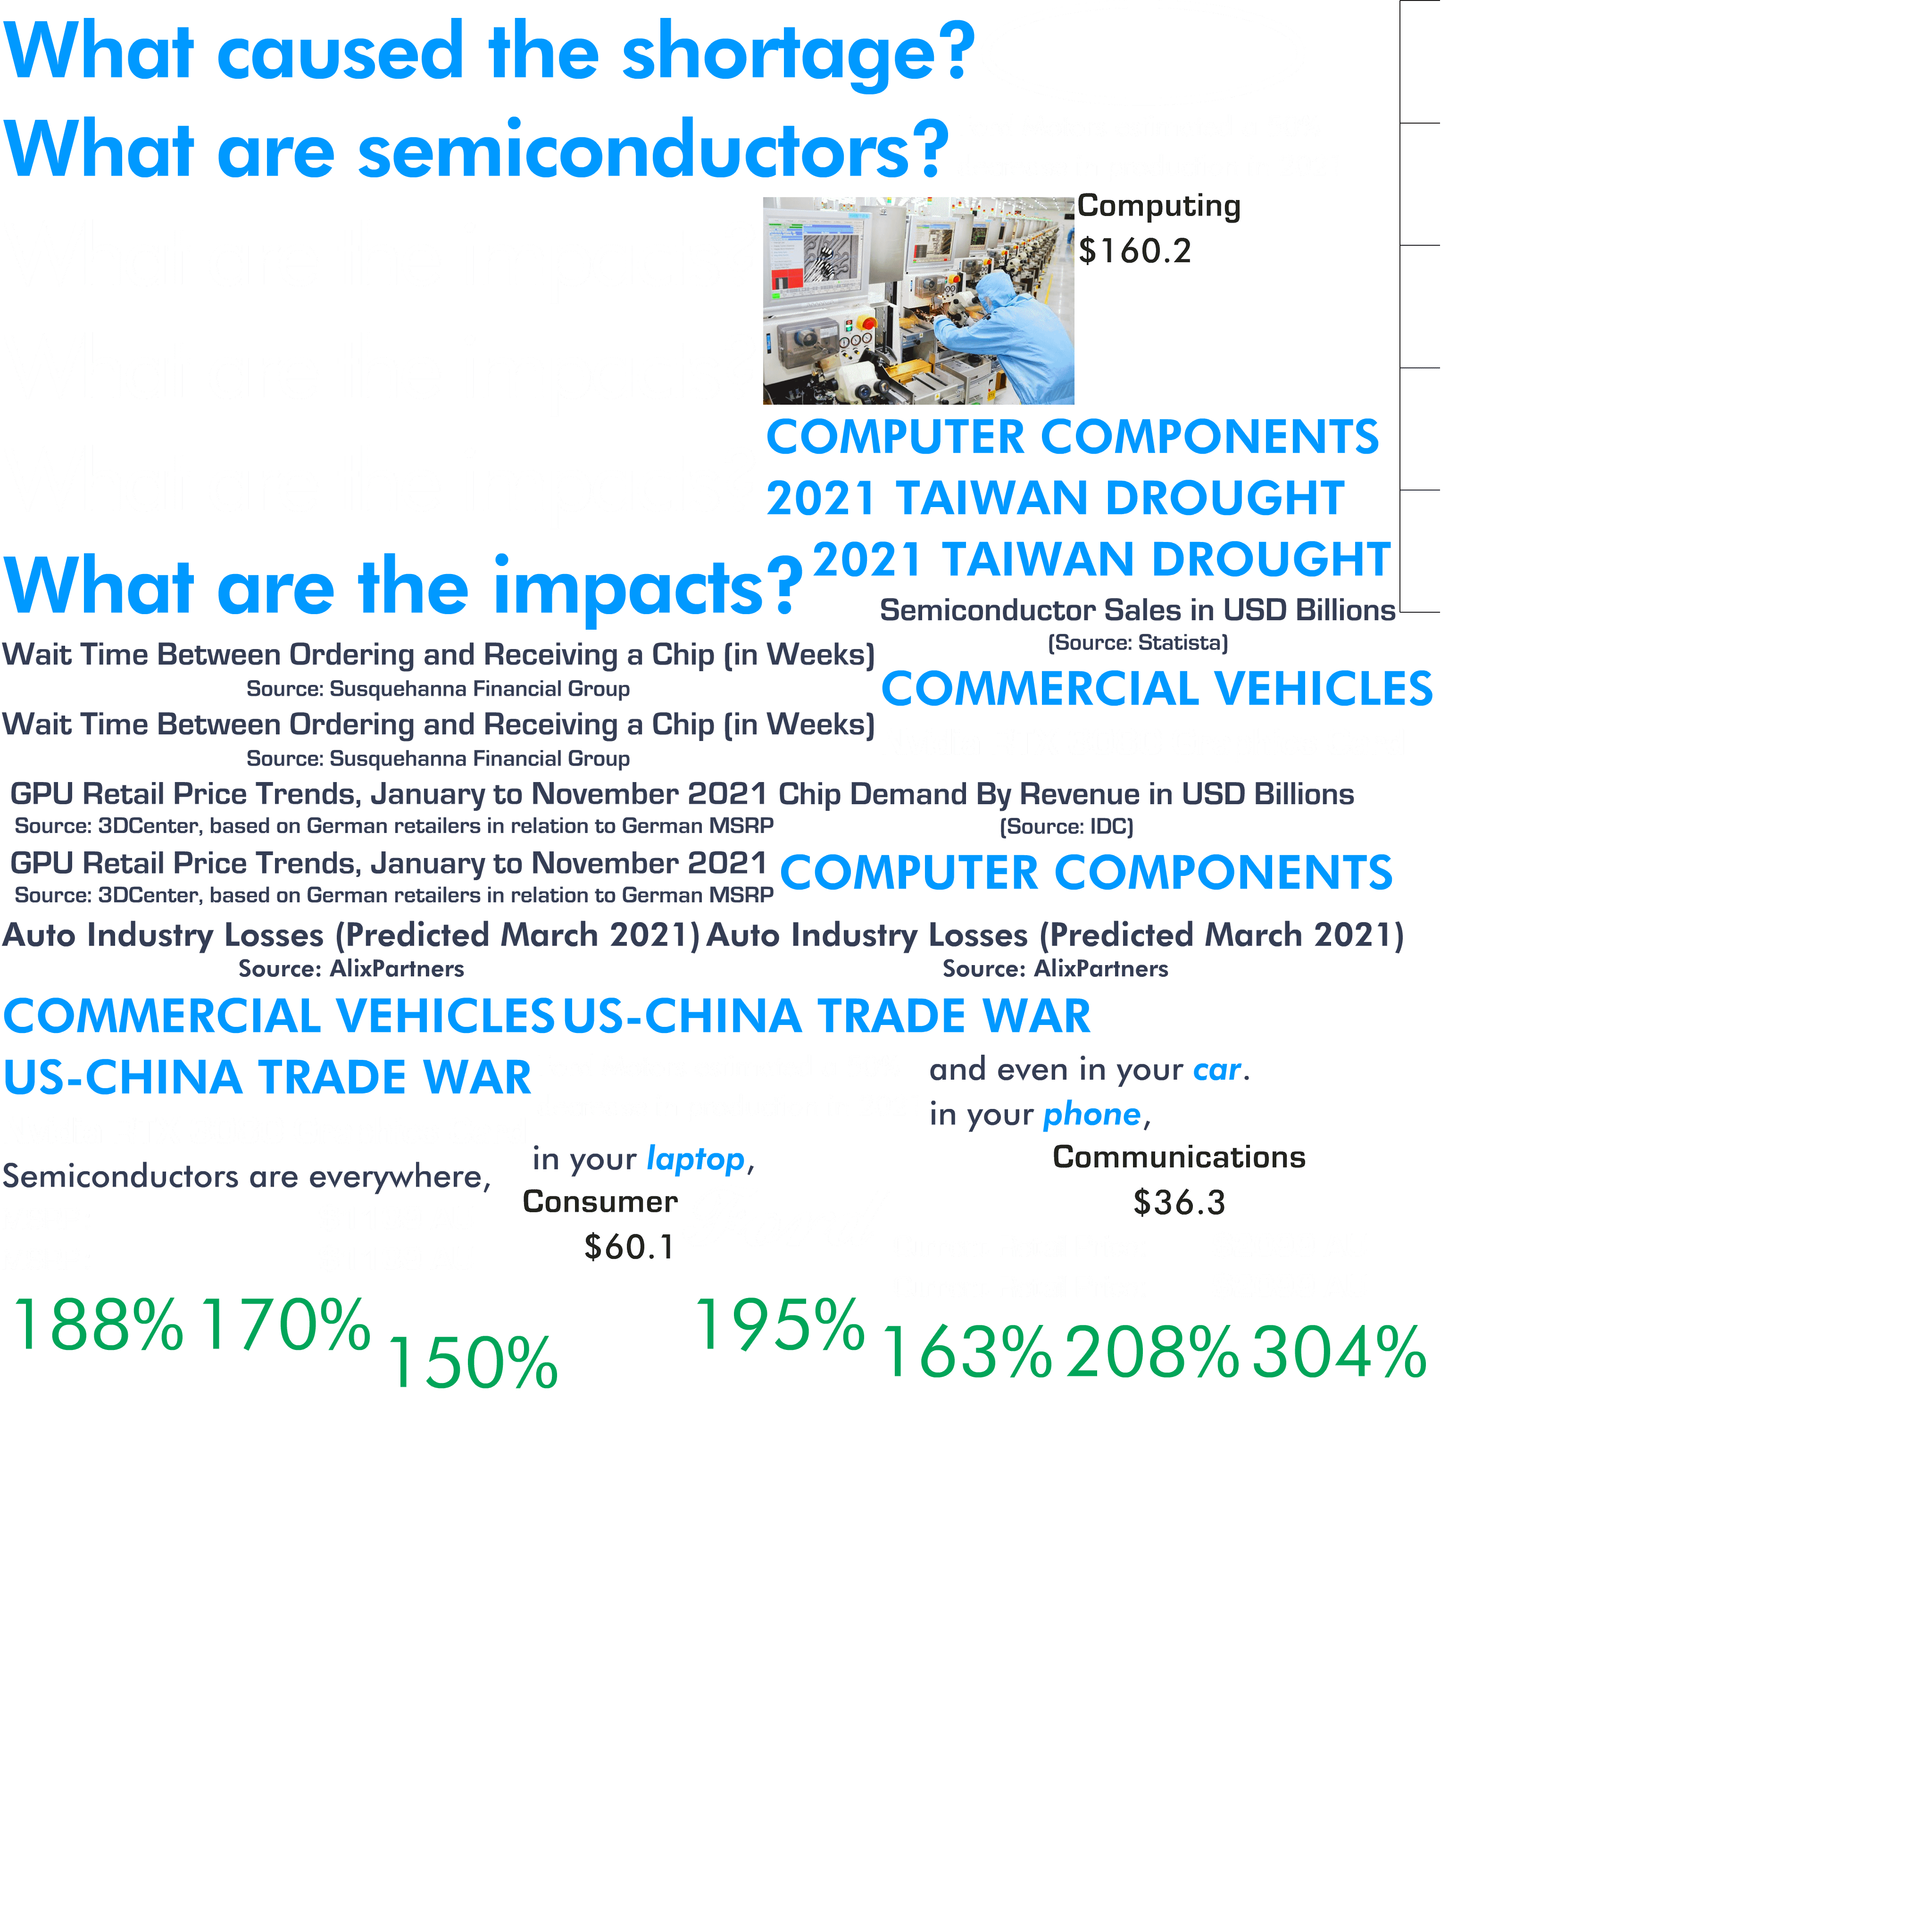 What caused the shortage?
What are semiconductors?
Computing
$160.2
COMPUTER COMPONENTS
2021 TAIWAN DROUGHT
2021 TAIWAN DROUGHT
What are the impacts?
Semiconductor Sales in USD Billions
(Source: Statista)
Wait Time Between Ordering and Receiving a Chip (in Weeks)
Source: Susquehanna Financial Group
COMMERCIAL VEHICLES
Wait Time Between Ordering and Receiving a Chip (in Weeks)
Source: Susquehanna Financial Group
GPU Retail Price Trends, January to November 2021
Source: 3DCenter, based on German retailers in relation to German MSRP
Chip Demand By Revenue in USD Billions
(Source: IDC)
GPU Retail Price Trends, January to November 2021
Source: 3DCenter, based on German retailers in relation to German MSRP
COMPUTER COMPONENTS
Auto Industry Losses (Predicted March 2021)
Source: AlixPartners
Auto Industry Losses (Predicted March 2021)
Source: AlixPartners
COMMERCIAL VEHICLES
US-CHINA TRADE WAR
US-CHINA TRADE WAR
and even in your car.
in your phone,
Semiconductors are everywhere,
in your laptop,
Communications
$36.3
Consumer
$60.1
188%
170%
150%
195%
163%
208%
304%